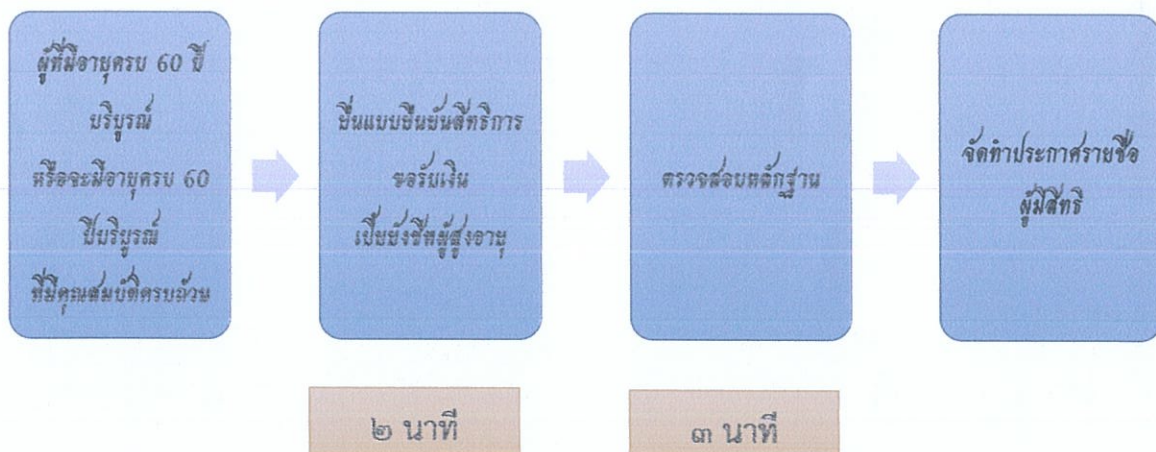 ผู้ที่มีอายุครบ 60 ปี
บริบูรณ์
หรือจะมีอายุครบ 60
ปีบริบูรณ์
ที่มีคุณสมบัติครบถ้วน
ยื่นแบบยืนยันสิทธิการ
ขอรับเงิน
เบี้ยยังชีพผู้สูงอายุ
ตรวจสอบหลักฐาน
จัดทำประกาศรายชื่อ
ผู้มีสิทธิ
๒ นาที
๓ นาที